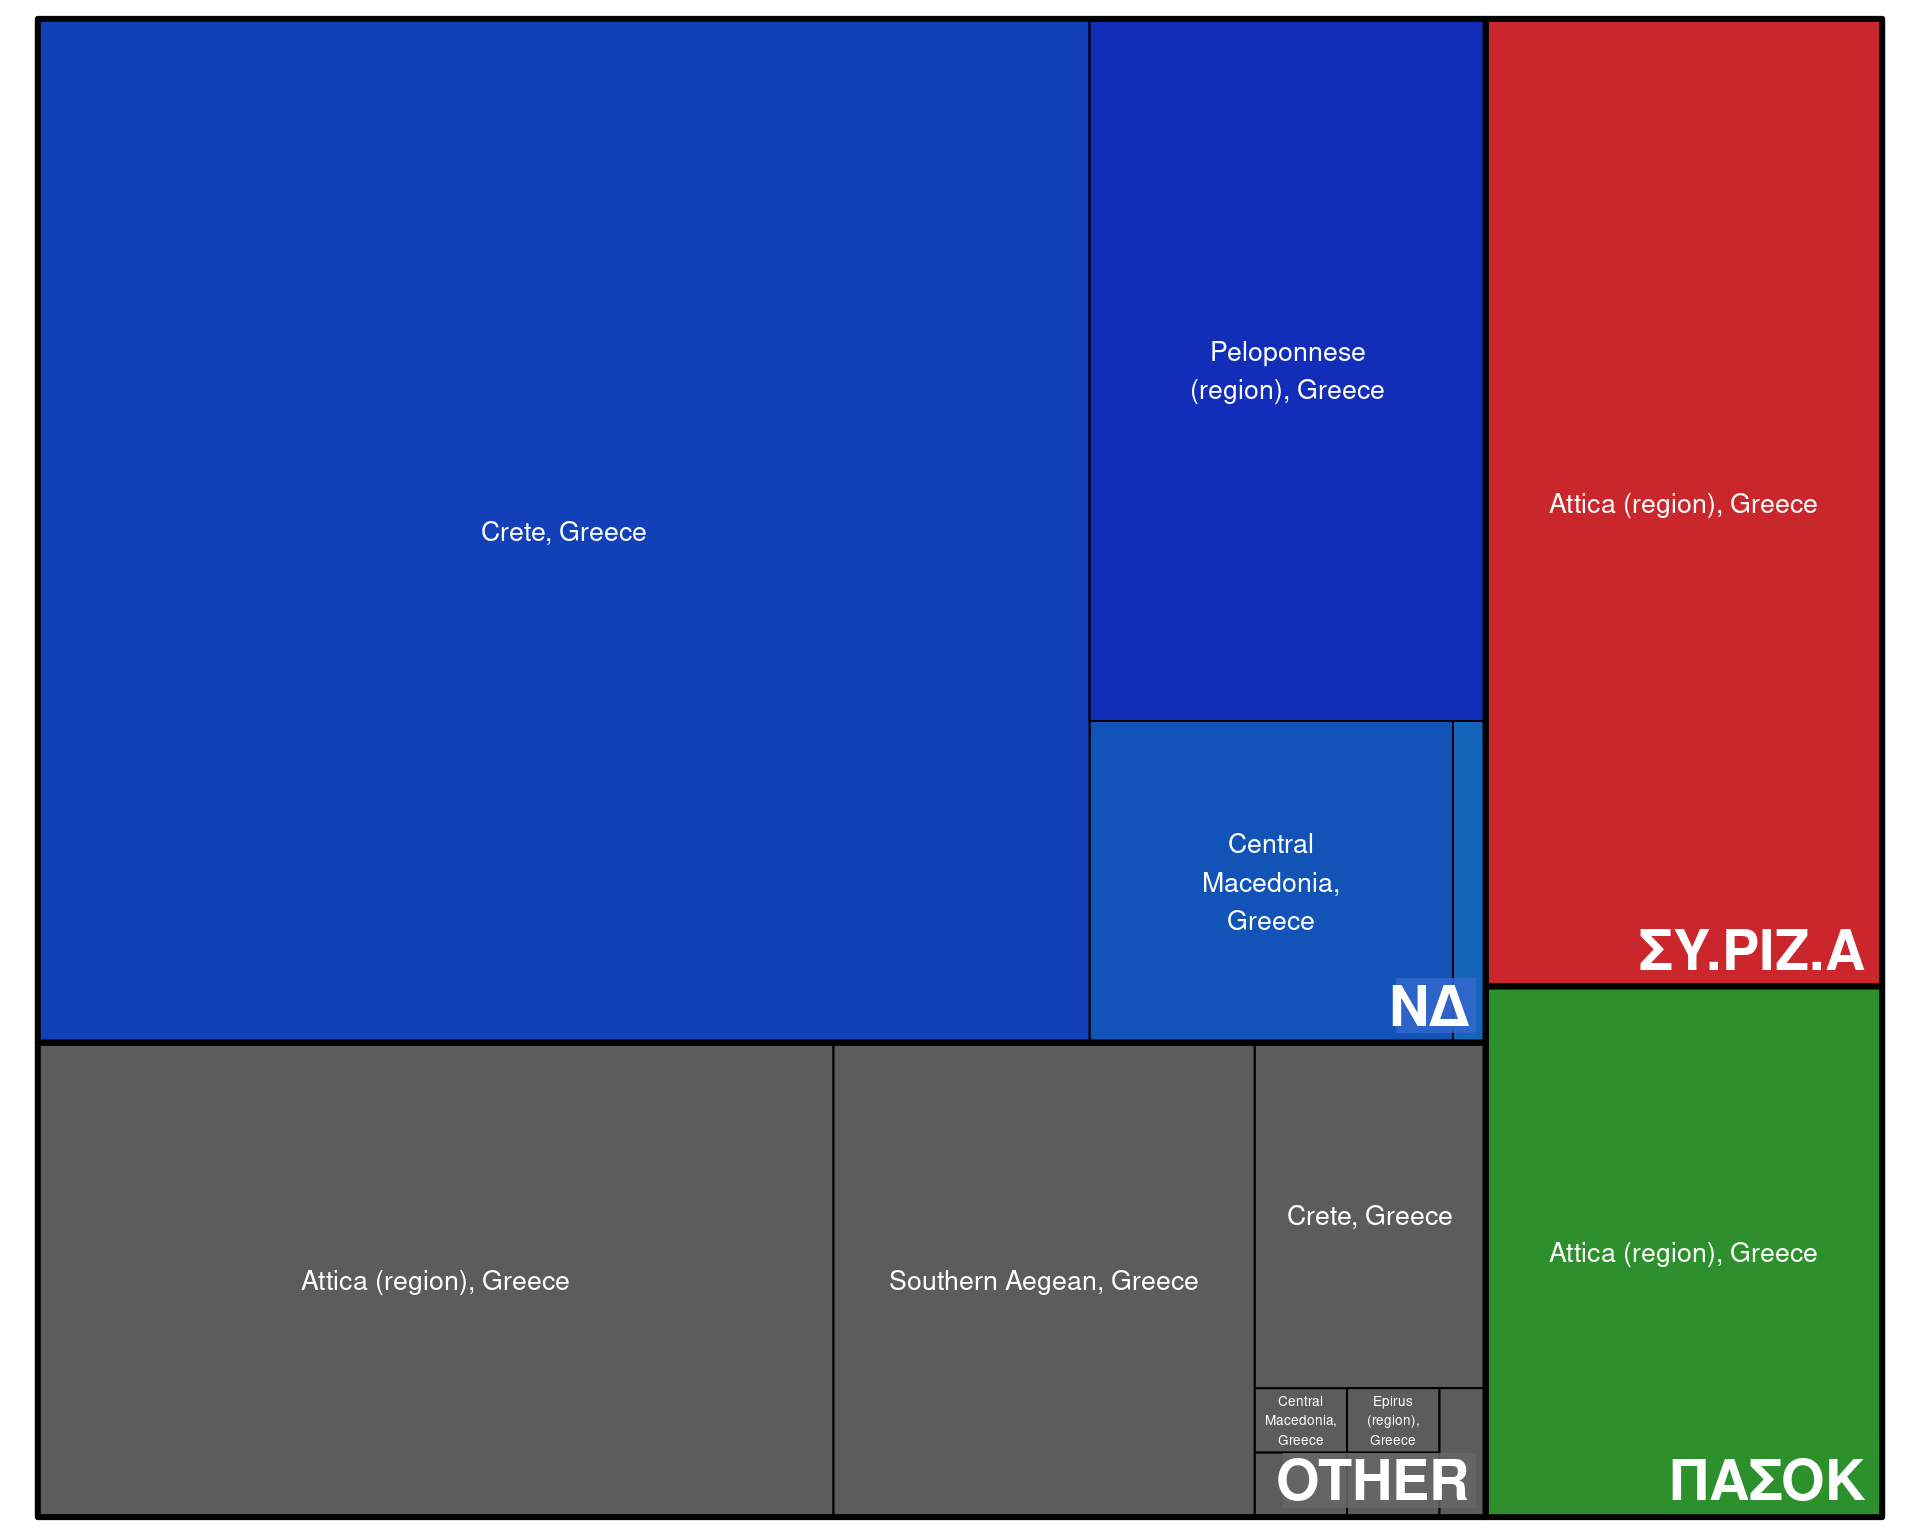 Crete, Greece
Peloponnese
(region), Greece
Central
Macedonia,
Greece
ΝΔ
Attica (region), Greece
ΣΥ.ΡΙΖ.Α
Attica (region), Greece
Southern Aegean, Greece
Crete, Greece
Central
Macedonia,
Greece
Epirus
(region),
Greece
OTHER
Attica (region), Greece
ΠΑΣΟΚ